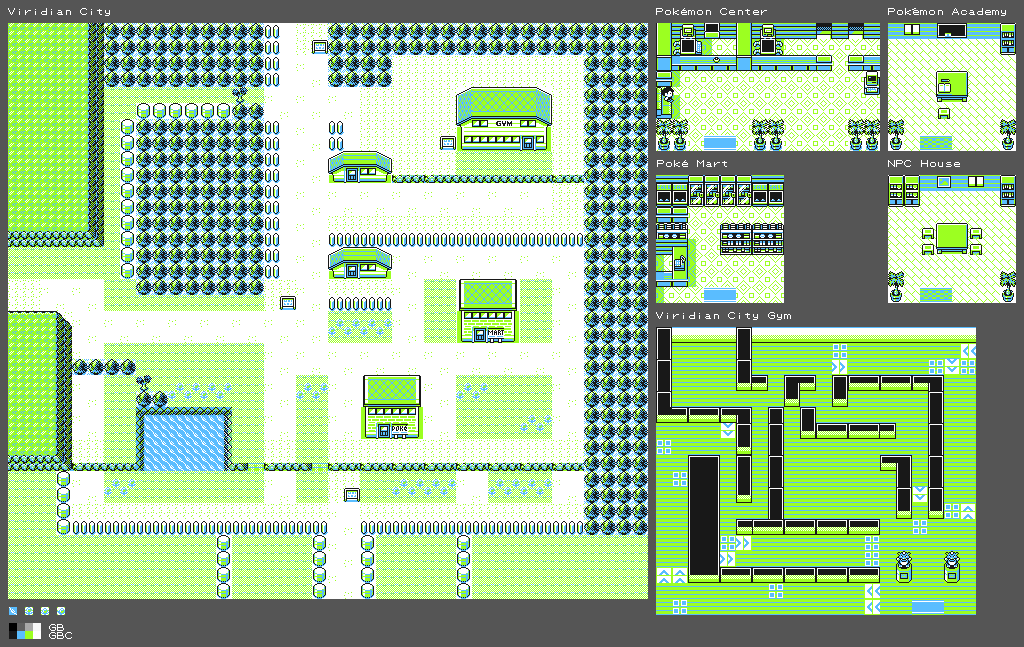 Viridian City
Pokémon Center
Pokémon Academy
GYM
Poké Mart
NPC House
MART
Viridian City Gym
POKé
GB
GBC